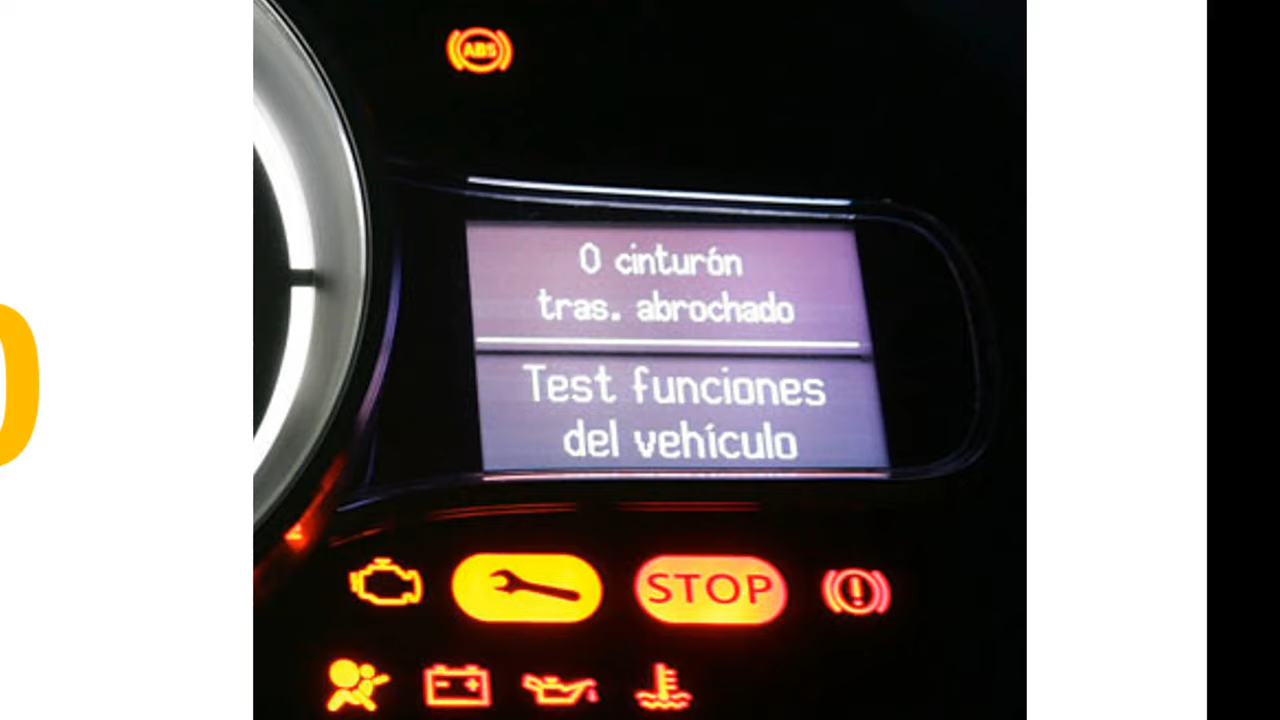 ABS
0 cinturón
tras. abrochado
Test funciones
del vehículo
STOP